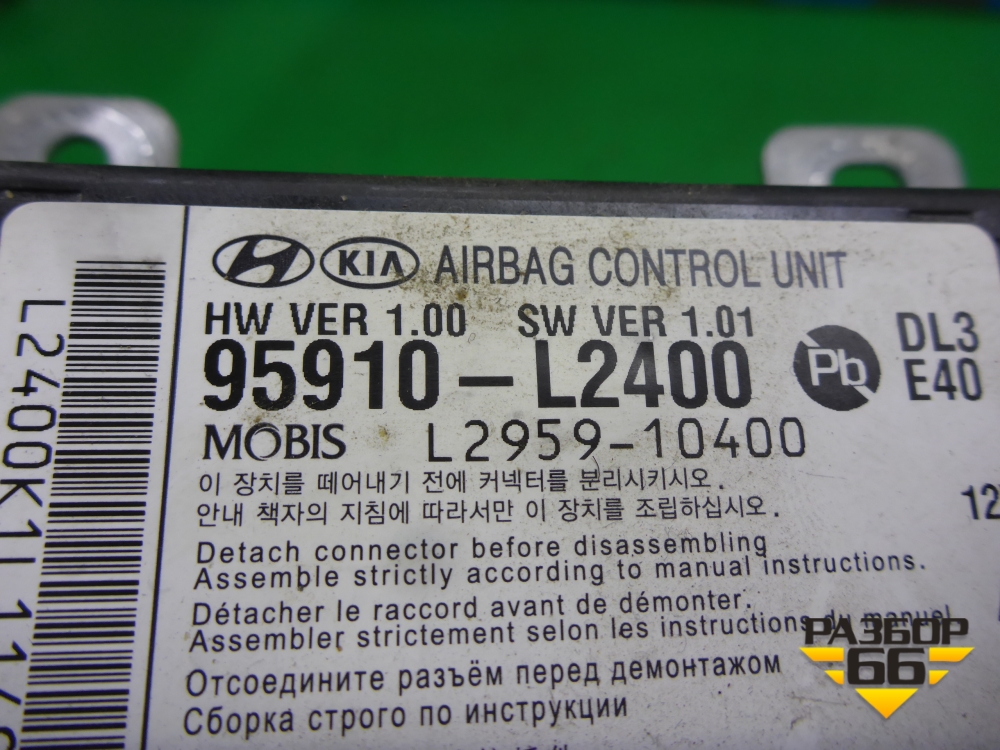 KIA AIRBAG CONTROL UNIT
HW VER 1.00 SW VER 1.01
95910-L2400
Pb
DL3
E40
MOBIS L2959-10400
이 장치를 떼어내기 전에 커넥터를 분리시키시오.
안내 책자의 지침에 따라서만 이 장치를 조립하십시오.
Detach connector before disassembling
Assemble strictly according to manual instructions.
Détacher le raccord avant de démonter.
Assembler strictement selon les instructions du manuel
Отсоедините разъём перед демонтажом
Сборка строго по инструкции
РАЗБОР
66